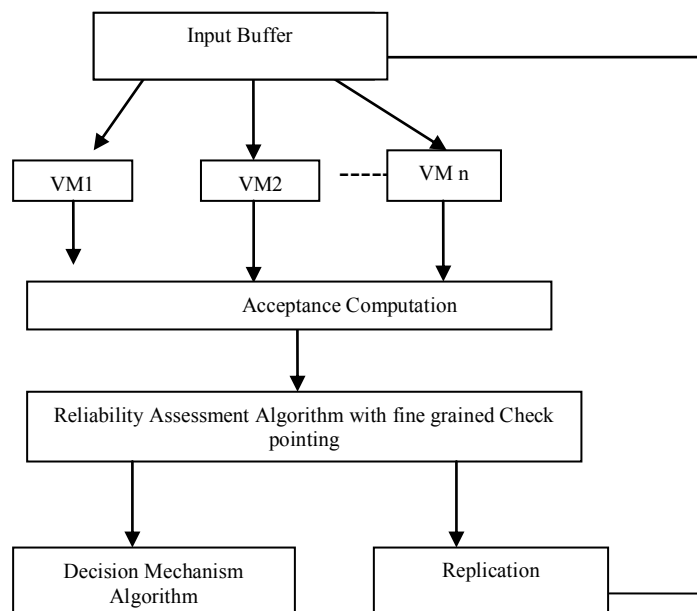 Input Buffer
VM1
VM2
VM n
Acceptance Computation
Reliability Assessment Algorithm with fine grained Check
pointing
Decision Mechanism
Algorithm
Replication